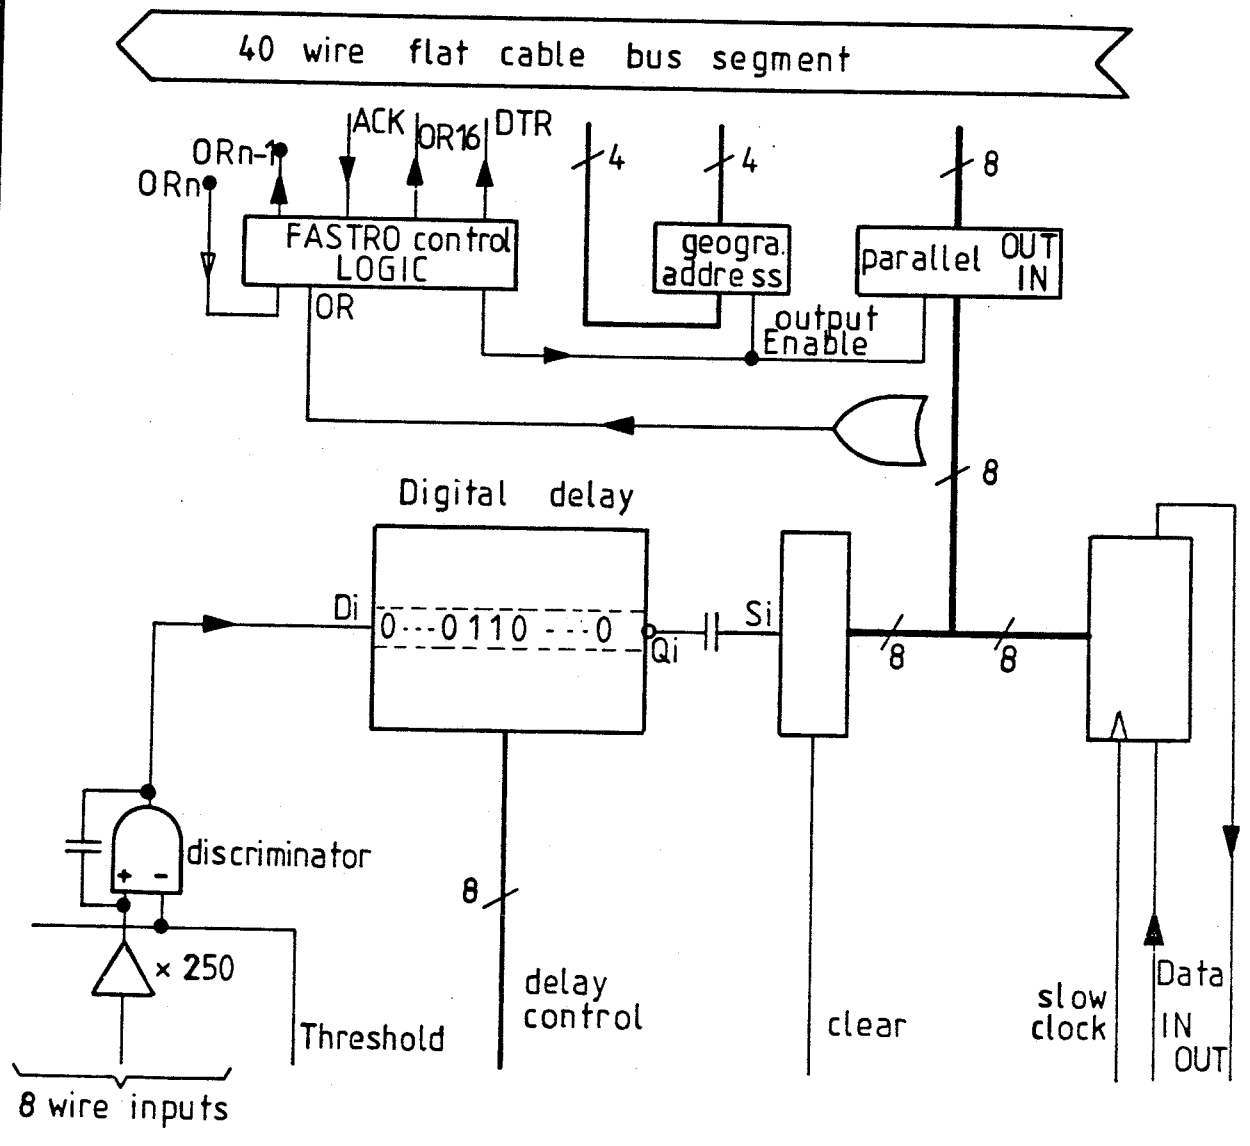 40 wire flat cable bus segment
ACK
OR16
DTR
ORn-1
ORn
4
4
8
FASTRO control
LOGIC
geogra.
address
parallel OUT
IN
OR
output
Enable
8
Digital delay
Di
0---0110 ---0
Qi
Si
8
8
discriminator
+ -
8
x 250
delay
control
Threshold
clear
slow
clock
Data
IN
OUT
8 wire inputs